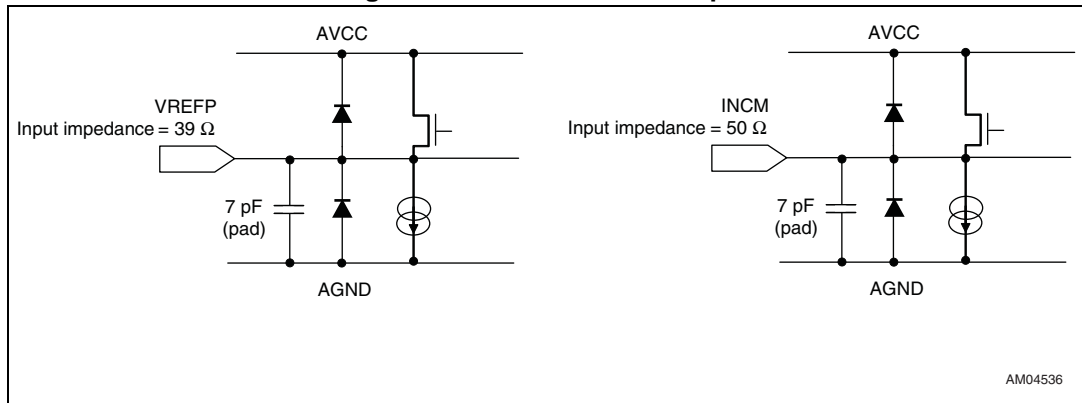 AVCC
VREFP
Input impedance = 39 Ω
7 pF
(pad)
AGND
AVCC
INCM
Input impedance = 50 Ω
7 pF
(pad)
AGND
AM04536